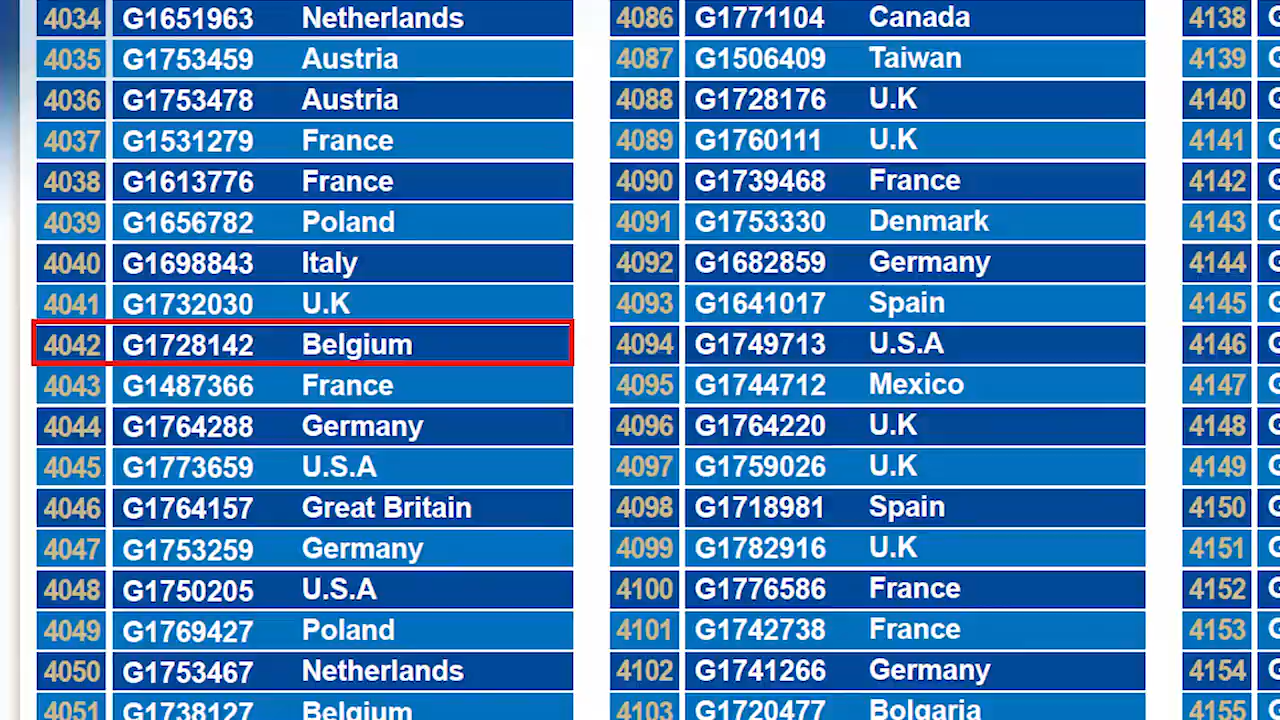 4034 G1651963 Netherlands
4035 G1753459 Austria
4036 G1753478 Austria
4037 G1531279 France
4038 G1613776 France
4039 G1656782 Poland
4040 G1698843 Italy
4041 G1732030 U.K
4042 G1728142 Belgium
4043 G1487366 France
4044 G1764288 Germany
4045 G1773659 U.S.A
4046 G1764157 Great Britain
4047 G1753259 Germany
4048 G1750205 U.S.A
4049 G1769427 Poland
4050 G1753467 Netherlands
4051 G1738127 Belgium
4086 G1771104 Canada
4087 G1506409 Taiwan
4088 G1728176 U.K
4089 G1760111 U.K
4090 G1739468 France
4091 G1753330 Denmark
4092 G1682859 Germany
4093 G1641017 Spain
4094 G1749713 U.S.A
4095 G1744712 Mexico
4096 G1764220 U.K
4097 G1759026 U.K
4098 G1718981 Spain
4099 G1782916 U.K
4100 G1776586 France
4101 G1742738 France
4102 G1741266 Germany
4103 G1720477 Bolgaria
4138
4139
4140
4141
4142
4143
4144
4145
4146
4147
4148
4149
4150
4151
4152
4153
4154
4155